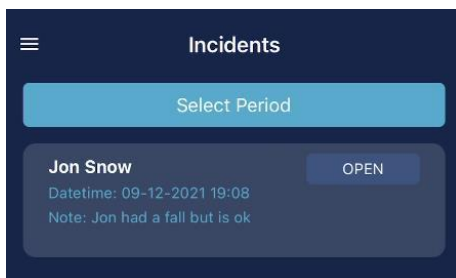 Incidents
Select Period
Jon Snow
OPEN
Datetime: 09-12-2021 19:08
Note: Jon had a fall but is ok